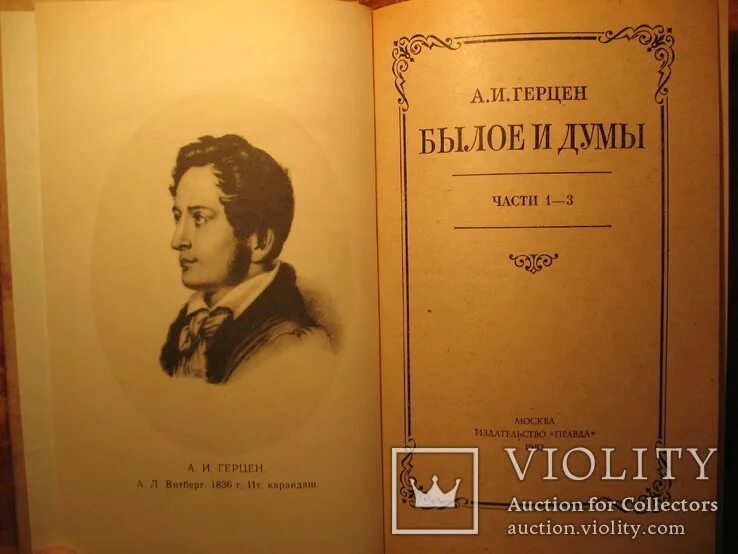 А. И. ГЕРЦЕН.
А. Л. Витберг. 1836 г. Ит. карандаш.
А.И.ГЕРЦЕН
БЫЛОЕ И ДУМЫ
ЧАСТИ 1—3
МОСКВА
ИЗДАТЕЛЬСТВО «ПРАВДА»
VIOLITY
Auction for Collectors
auction.violity.com